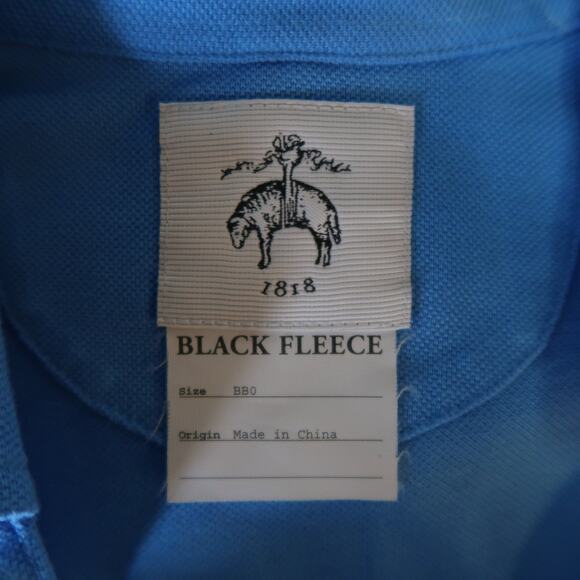 1818
BLACK FLEECE
Size BB0
Origin Made in China